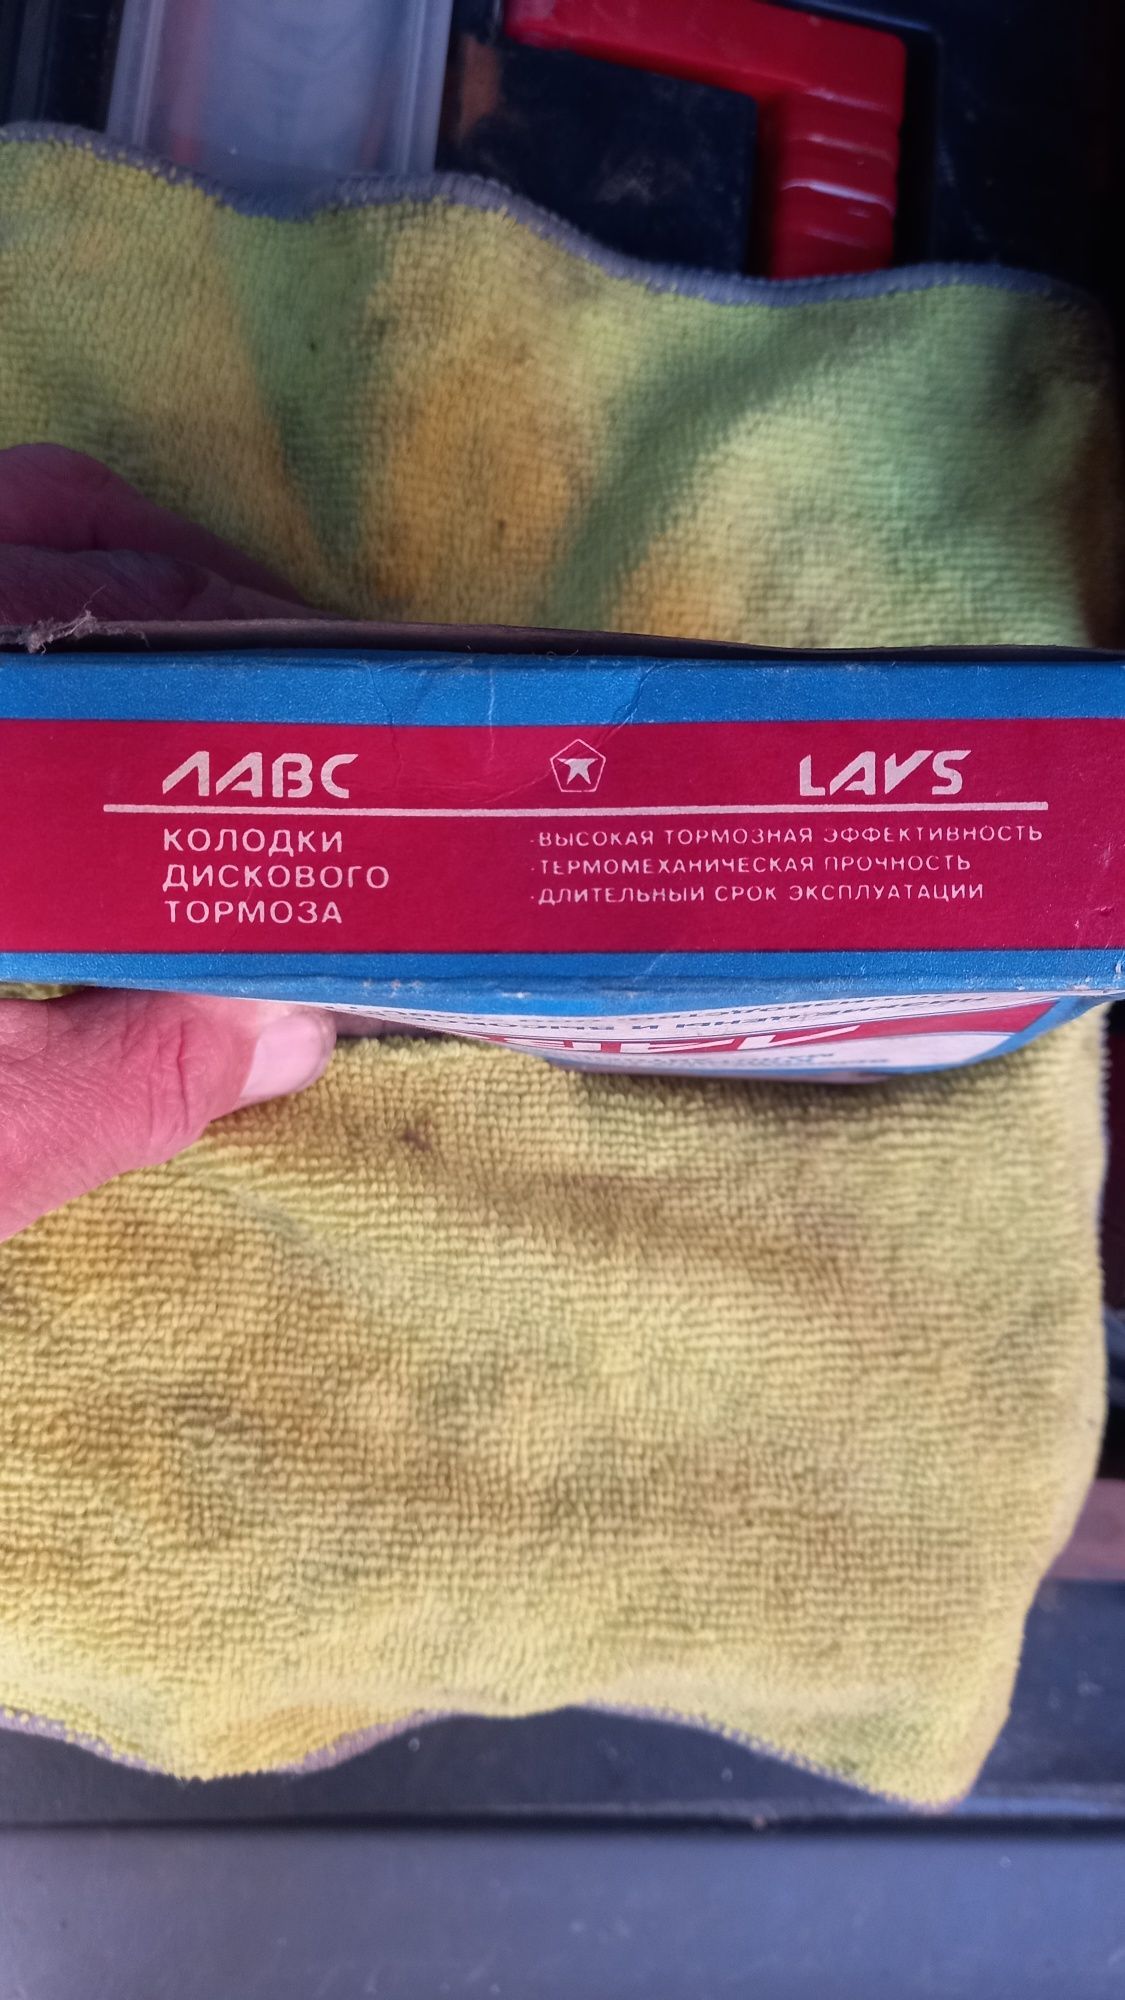 ЛАВС
LAVS
КОЛОДКИ
ДИСКОВОГО
ТОРМОЗА
·ВЫСОКАЯ ТОРМОЗНАЯ ЭФФЕКТИВНОСТЬ
·ТЕРМОМЕХАНИЧЕСКАЯ ПРОЧНОСТЬ
·ДЛИТЕЛЬНЫЙ СРОК ЭКСПЛУАТАЦИИ